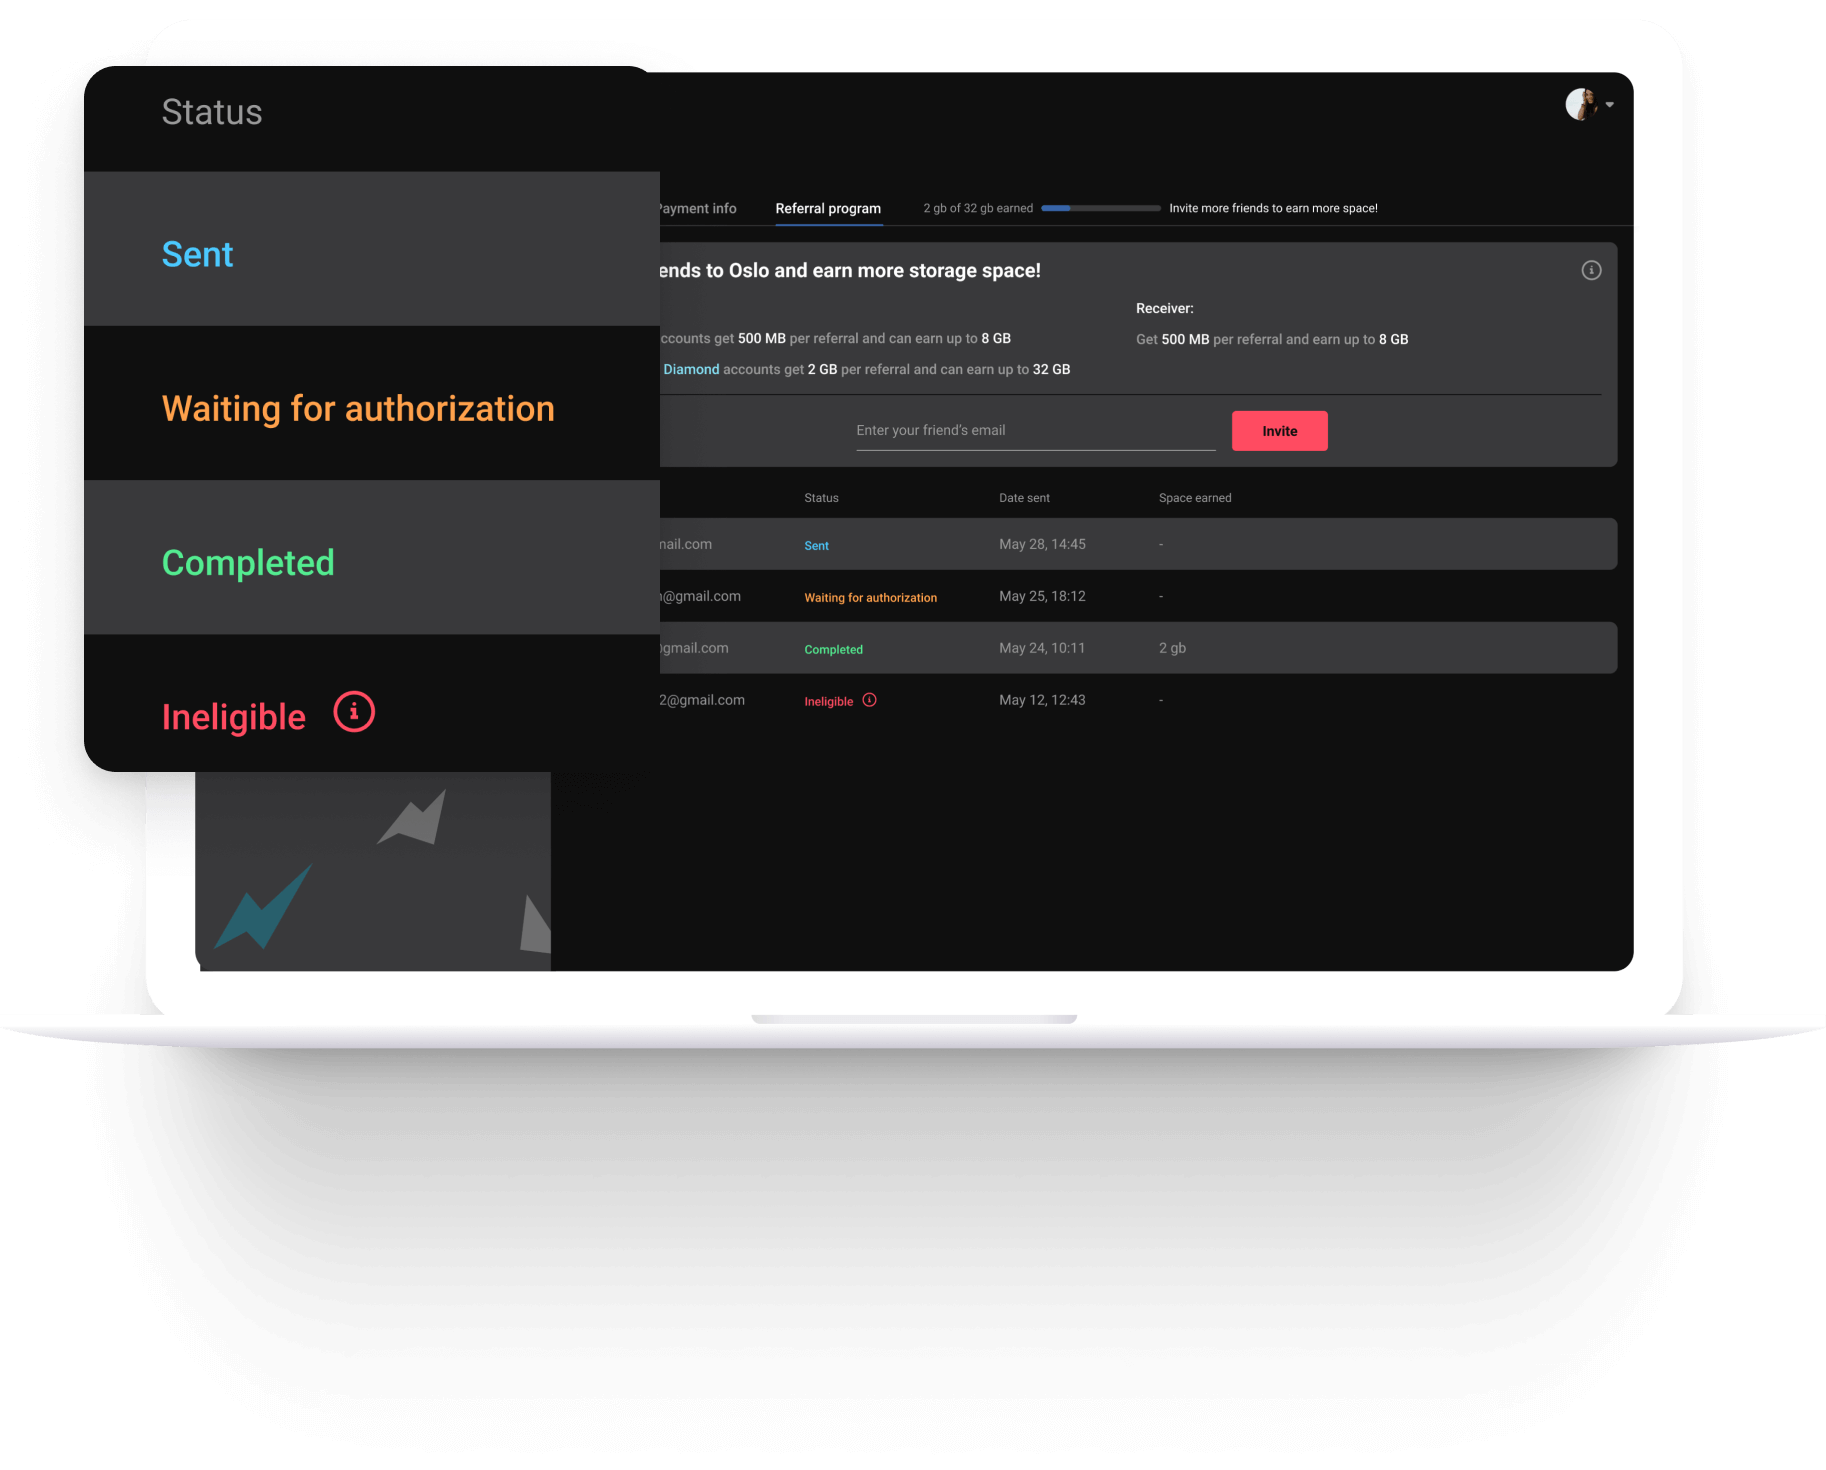 Status
Sent
Waiting for authorization
Completed
Ineligible
Payment info Referral program 2 gb of 32 gb earned Invite more friends to earn more space!
to Oslo and earn more storage space!
Receiver:
get 500 MB per referral and can earn up to 8 GB
Get 500 MB per referral and earn up to 8 GB
Diamond accounts get 2 GB per referral and can earn up to 32 GB
Enter your friend's email Invite
Status Date sent Space earned
mail.com Sent May 28, 14:45 -
@gmail.com Waiting for authorization May 25, 18:12 -
gmail.com Completed May 24, 10:11 2 gb
2@gmail.com Ineligible May 12, 12:43 -